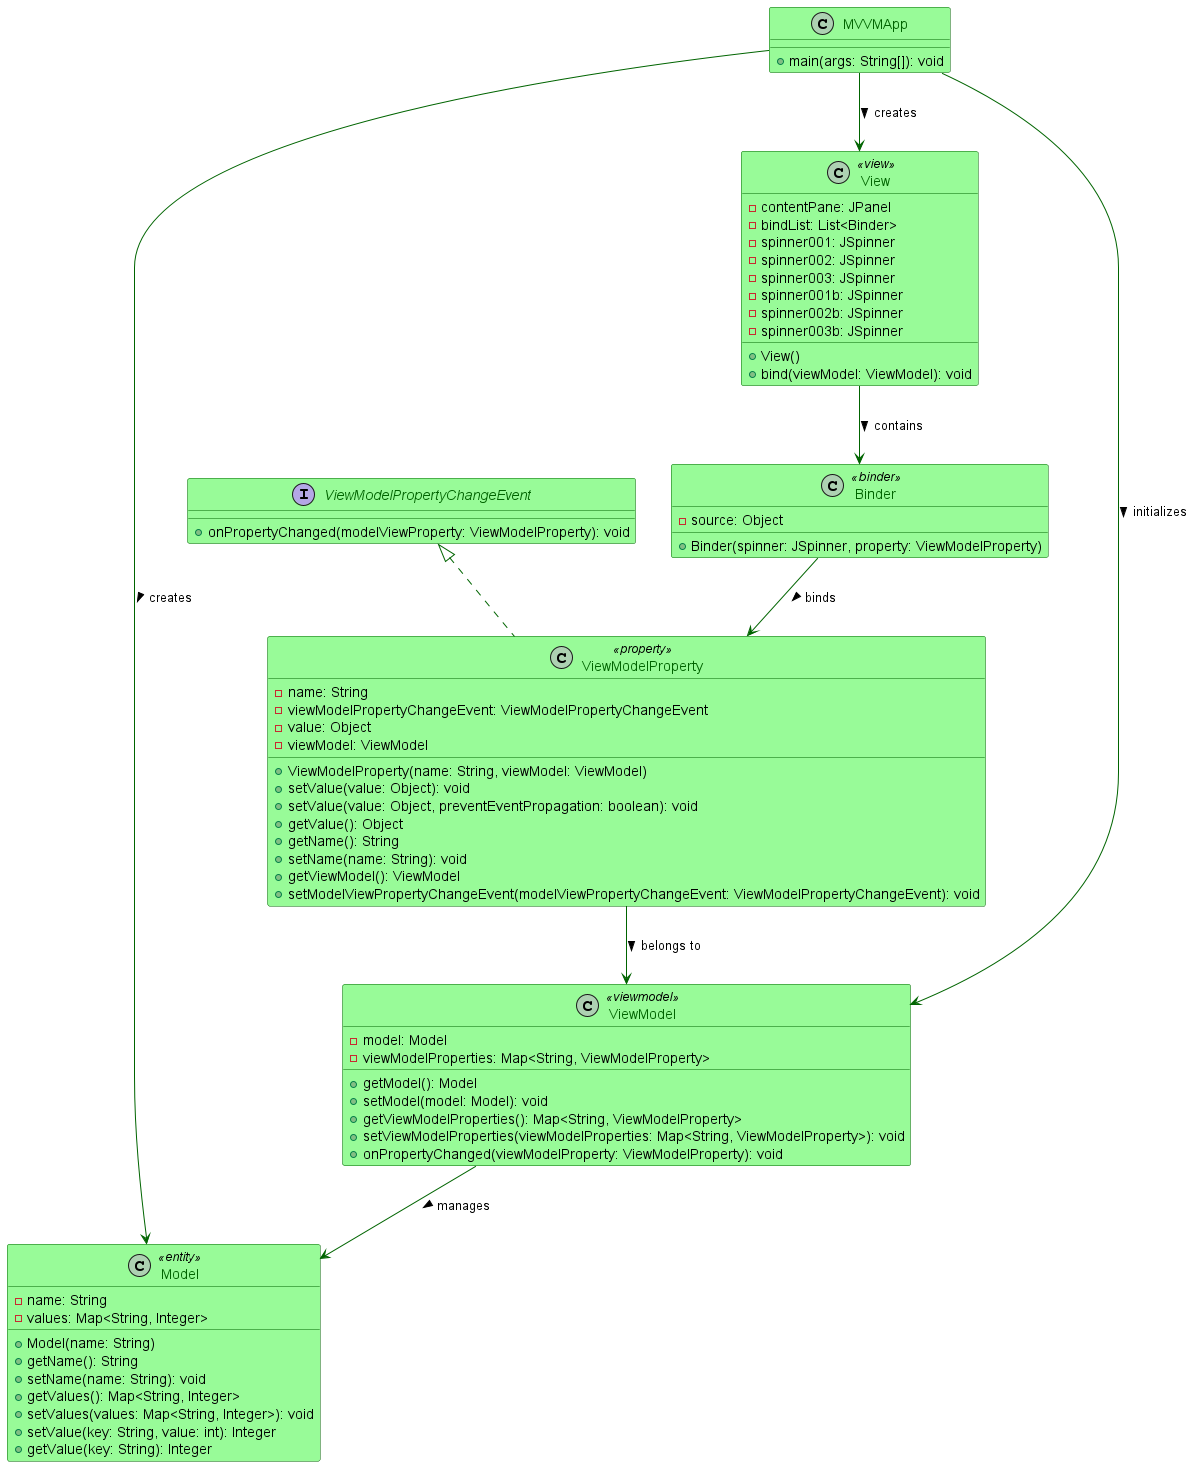 C MVVMApp
main(args: String[]): void
creates
«view»
C View
contentPane: JPanel
bindList: List<Binder>
spinner001: JSpinner
spinner002: JSpinner
spinner003: JSpinner
spinner001b: JSpinner
spinner002b: JSpinner
spinner003b: JSpinner
View()
bind(viewModel: ViewModel): void
contains
I ViewModelPropertyChangeEvent
onPropertyChanged(modelViewProperty: ViewModelProperty): void
«binder»
C Binder
source: Object
Binder(spinner: JSpinner, property: ViewModelProperty)
initializes
creates
binds
«property»
C ViewModelProperty
name: String
viewModelPropertyChangeEvent: ViewModelPropertyChangeEvent
value: Object
viewModel: ViewModel
ViewModelProperty(name: String, viewModel: ViewModel)
setValue(value: Object): void
setValue(value: Object, preventEventPropagation: boolean): void
getValue(): Object
getName(): String
setName(name: String): void
getViewModel(): ViewModel
setModelViewPropertyChangeEvent(modelViewPropertyChangeEvent: ViewModelPropertyChangeEvent): void
belongs to
«viewmodel»
C ViewModel
model: Model
viewModelProperties: Map<String, ViewModelProperty>
getModel(): Model
setModel(model: Model): void
getViewModelProperties(): Map<String, ViewModelProperty>
setViewModelProperties(viewModelProperties: Map<String, ViewModelProperty>): void
onPropertyChanged(viewModelProperty: ViewModelProperty): void
manages
«entity»
C Model
name: String
values: Map<String, Integer>
Model(name: String)
getName(): String
setName(name: String): void
getValues(): Map<String, Integer>
setValues(values: Map<String, Integer>): void
setValue(key: String, value: int): Integer
getValue(key: String): Integer